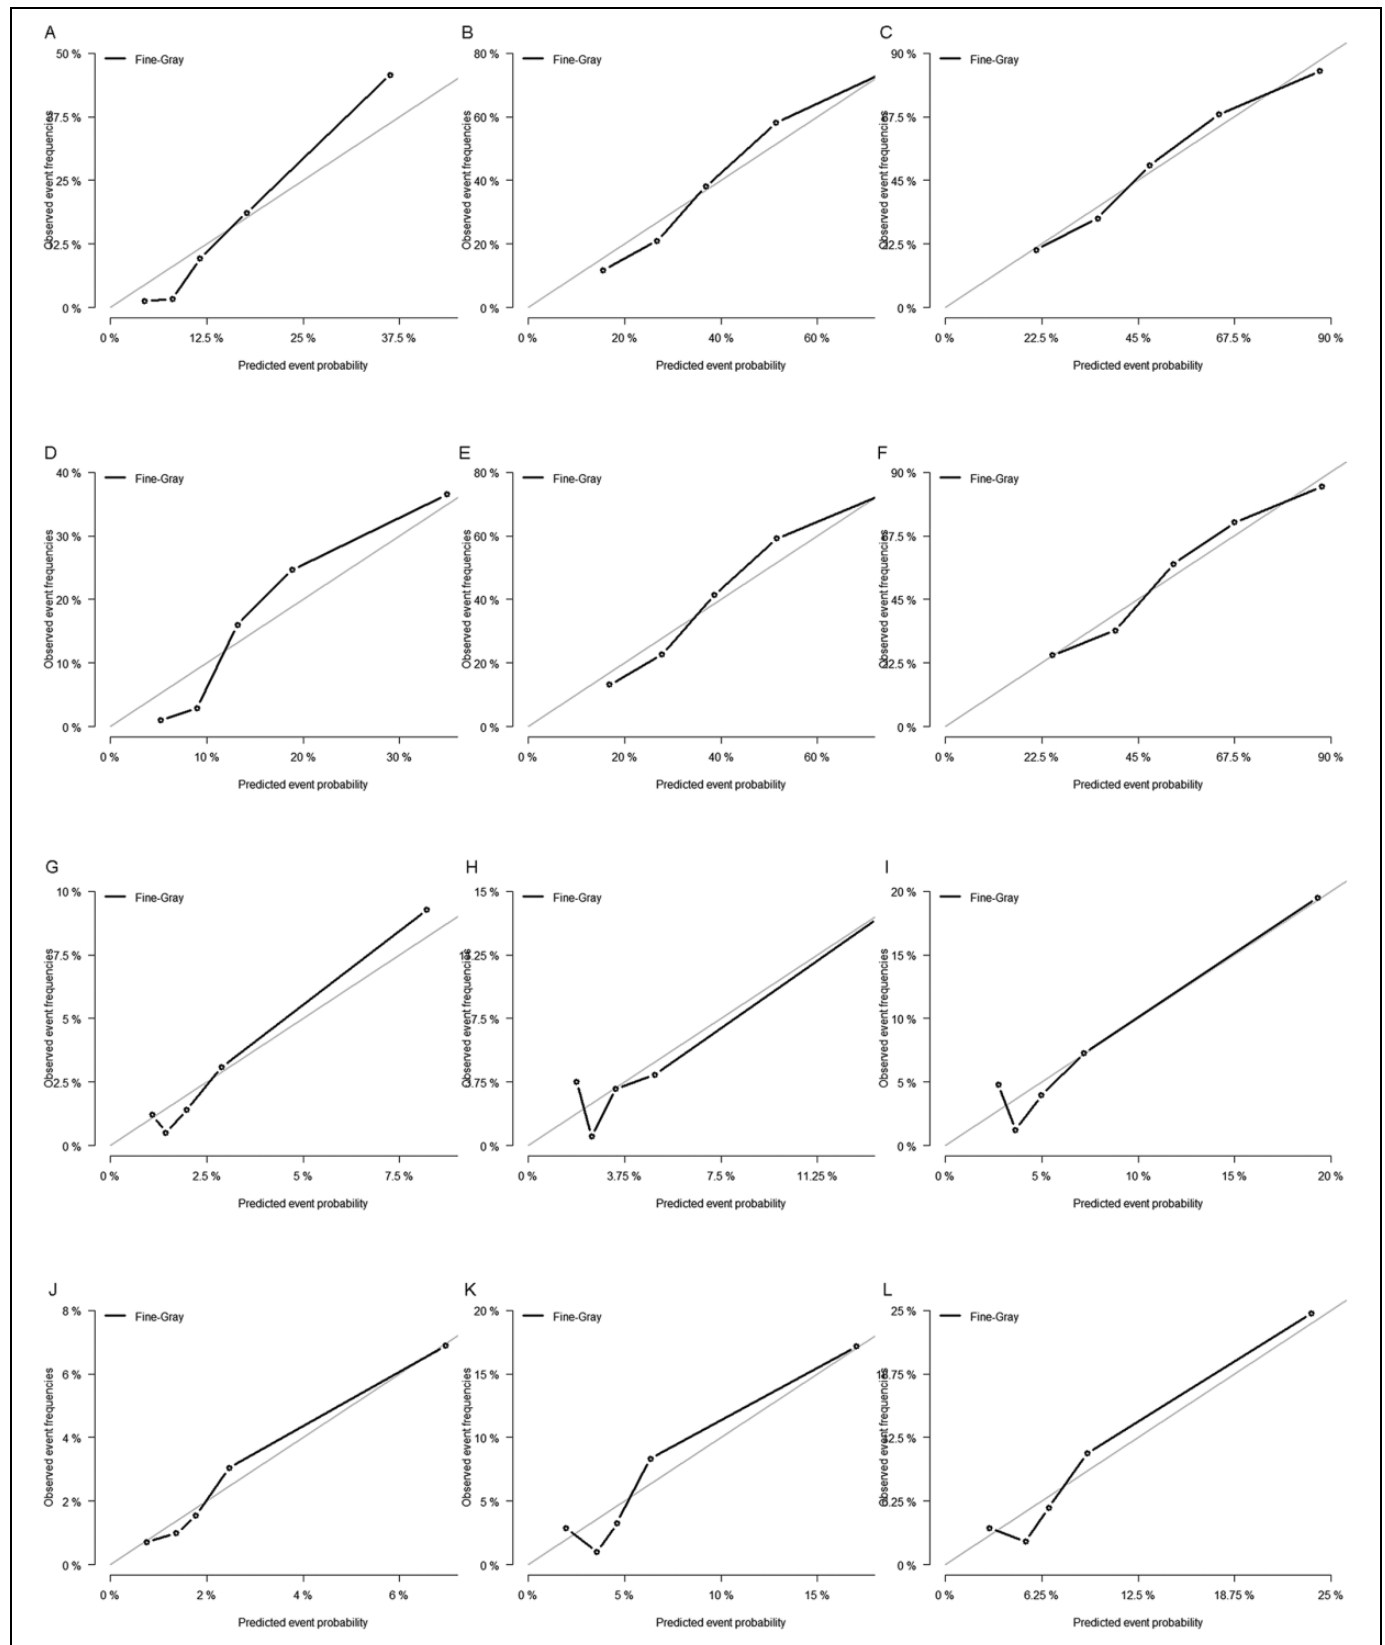 A
50 %
37.5 %
25 %
12.5 %
0 %
Observed event frequencies
Fine-Gray
0 % 12.5 % 25 % 37.5 %
Predicted event probability
B
80 %
60 %
40 %
20 %
0 %
Observed event frequencies
Fine-Gray
0 % 20 % 40 % 60 %
Predicted event probability
C
90 %
67.5 %
45 %
22.5 %
0 %
Observed event frequencies
Fine-Gray
0 % 22.5 % 45 % 67.5 % 90 %
Predicted event probability
D
40 %
30 %
20 %
10 %
0 %
Observed event frequencies
Fine-Gray
0 % 10 % 20 % 30 %
Predicted event probability
E
80 %
60 %
40 %
20 %
0 %
Observed event frequencies
Fine-Gray
0 % 20 % 40 % 60 %
Predicted event probability
F
90 %
67.5 %
45 %
22.5 %
0 %
Observed event frequencies
Fine-Gray
0 % 22.5 % 45 % 67.5 % 90 %
Predicted event probability
G
10 %
7.5 %
5 %
2.5 %
0 %
Observed event frequencies
Fine-Gray
0 % 2.5 % 5 % 7.5 %
Predicted event probability
H
15 %
11.25 %
7.5 %
3.75 %
0 %
Observed event frequencies
Fine-Gray
0 % 3.75 % 7.5 % 11.25 %
Predicted event probability
I
20 %
15 %
10 %
5 %
0 %
Observed event frequencies
Fine-Gray
0 % 5 % 10 % 15 % 20 %
Predicted event probability
J
8 %
6 %
4 %
2 %
0 %
Observed event frequencies
Fine-Gray
0 % 2 % 4 % 6 %
Predicted event probability
K
20 %
15 %
10 %
5 %
0 %
Observed event frequencies
Fine-Gray
0 % 5 % 10 % 15 %
Predicted event probability
L
25 %
18.75 %
12.5 %
6.25 %
0 %
Observed event frequencies
Fine-Gray
0 % 6.25 % 12.5 % 18.75 % 25 %
Predicted event probability